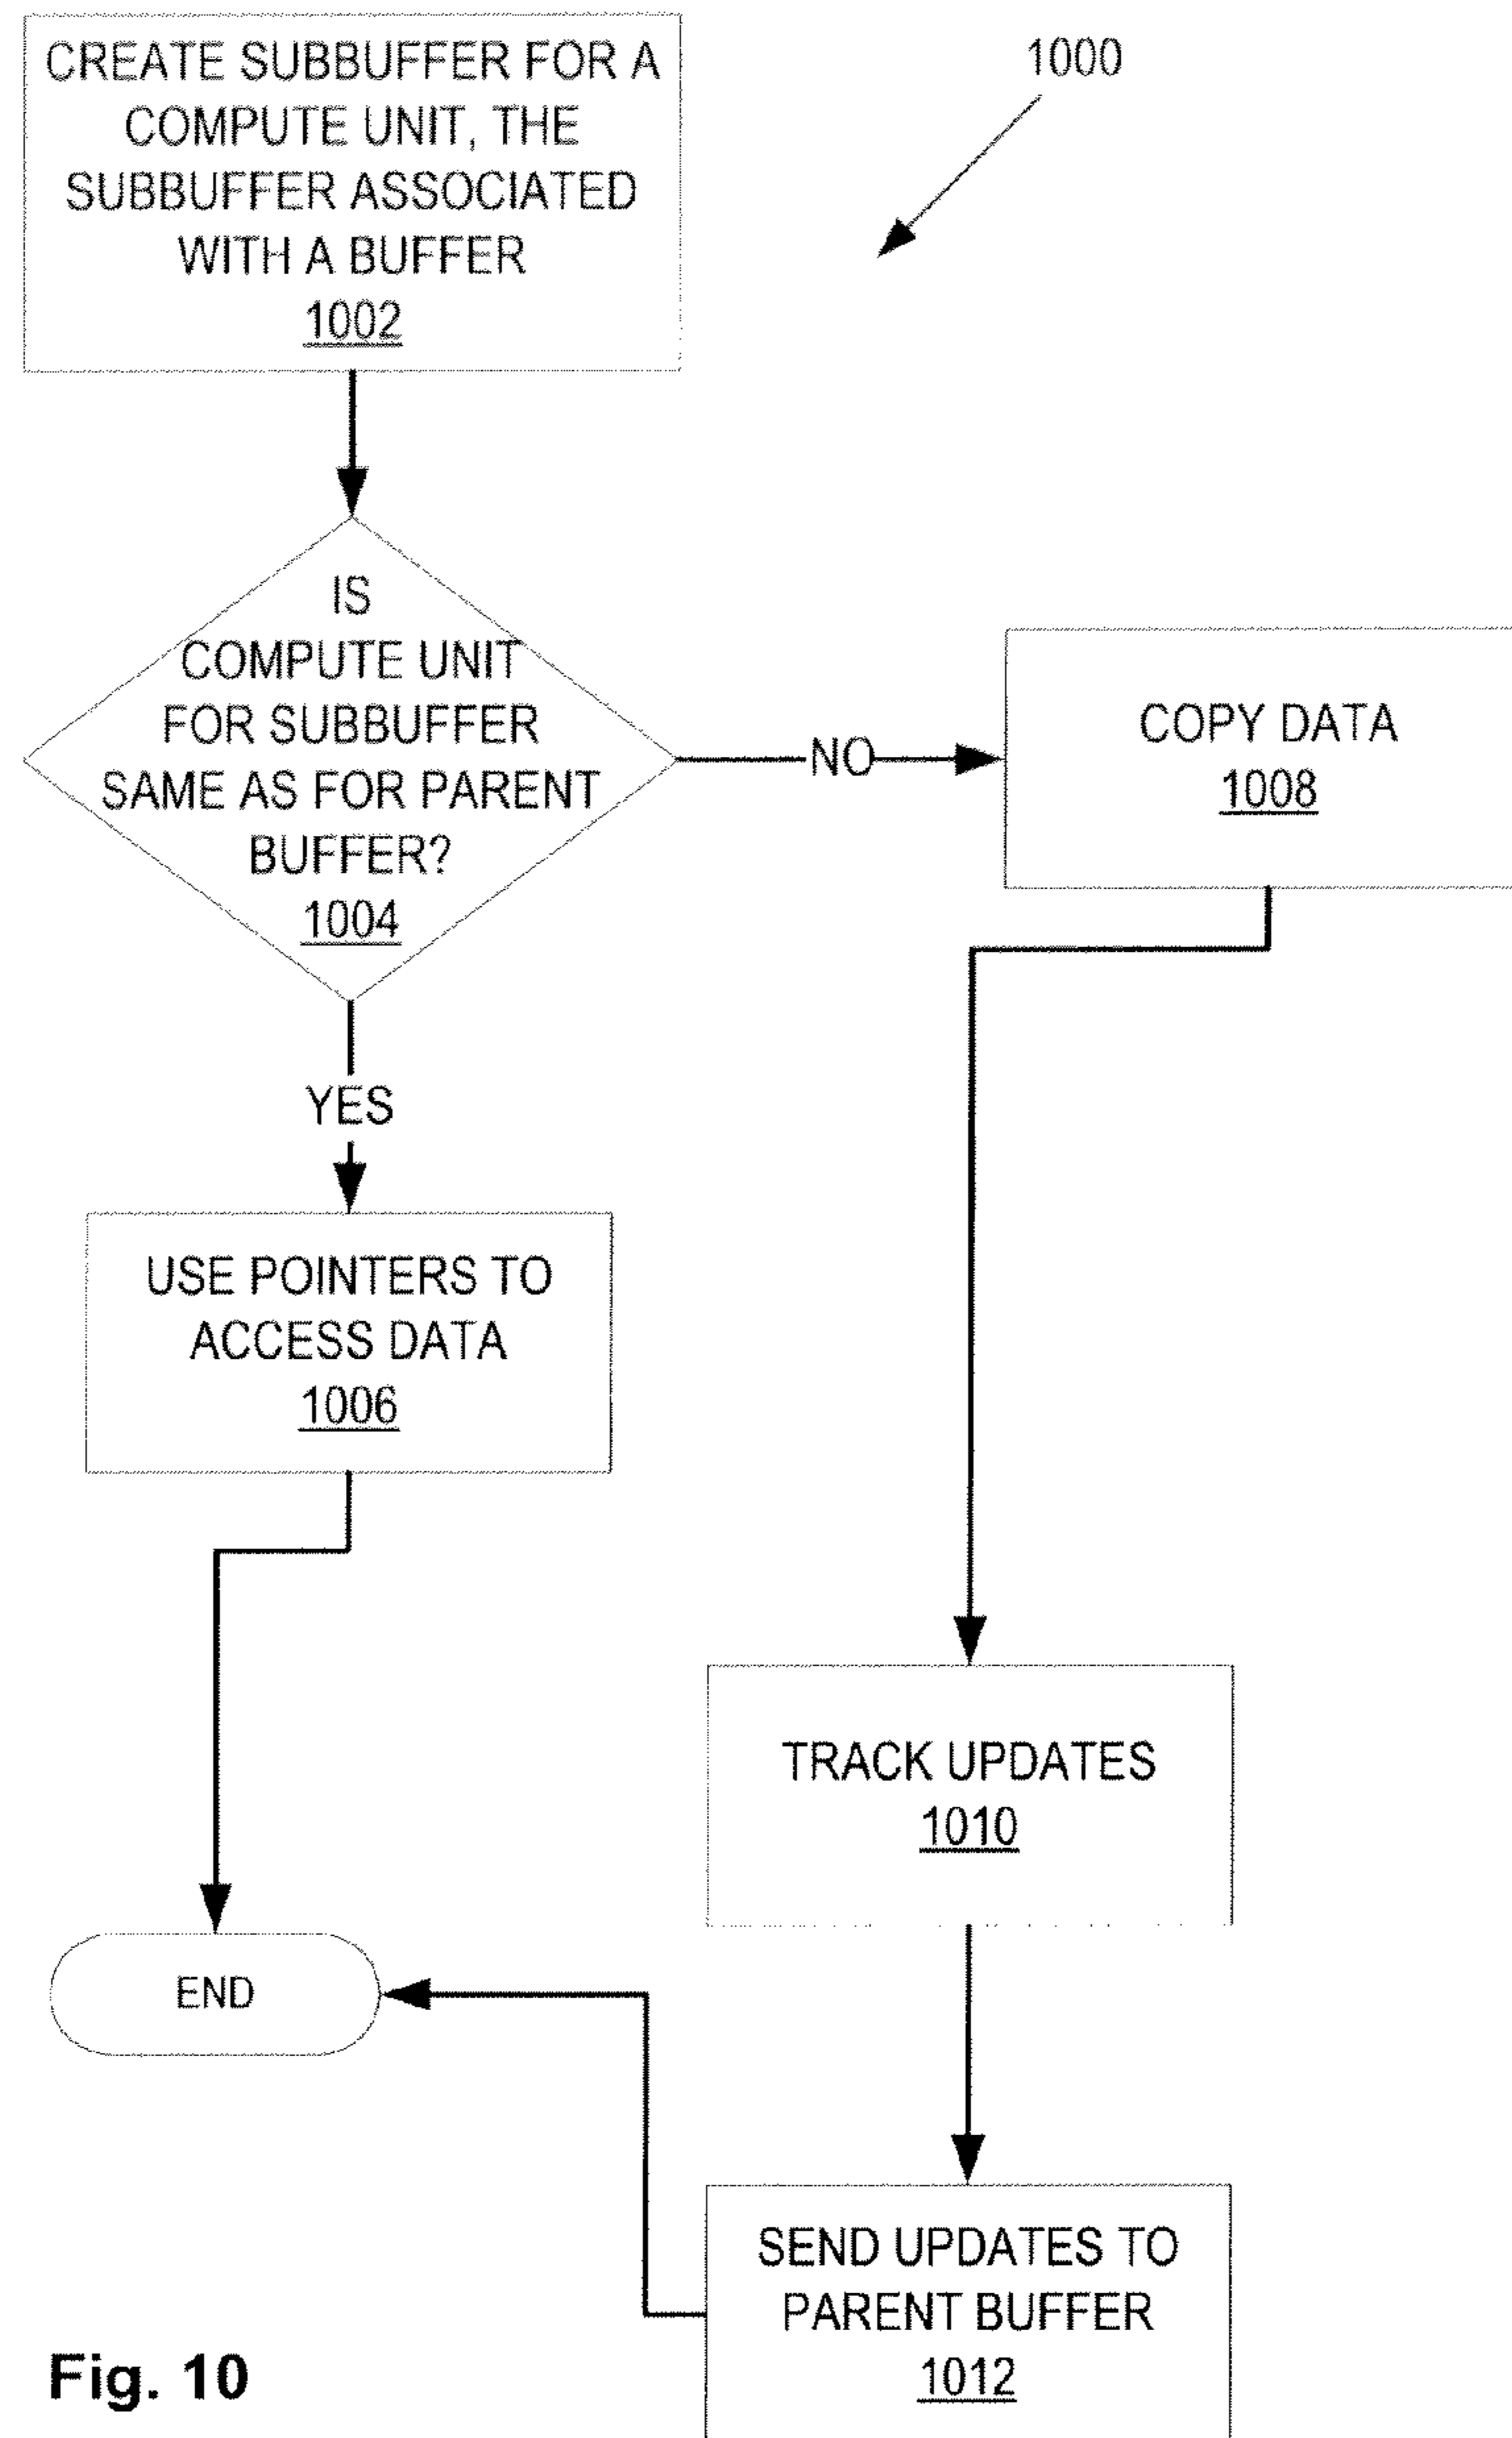 CREATE SUBBUFFER FOR A
COMPUTE UNIT, THE
SUBBUFFER ASSOCIATED
WITH A BUFFER
1002
1000
IS
COMPUTE UNIT
FOR SUBBUFFER
SAME AS FOR PARENT
BUFFER?
1004
NO
COPY DATA
1008
YES
USE POINTERS TO
ACCESS DATA
1006
TRACK UPDATES
1010
END
SEND UPDATES TO
PARENT BUFFER
1012
Fig. 10